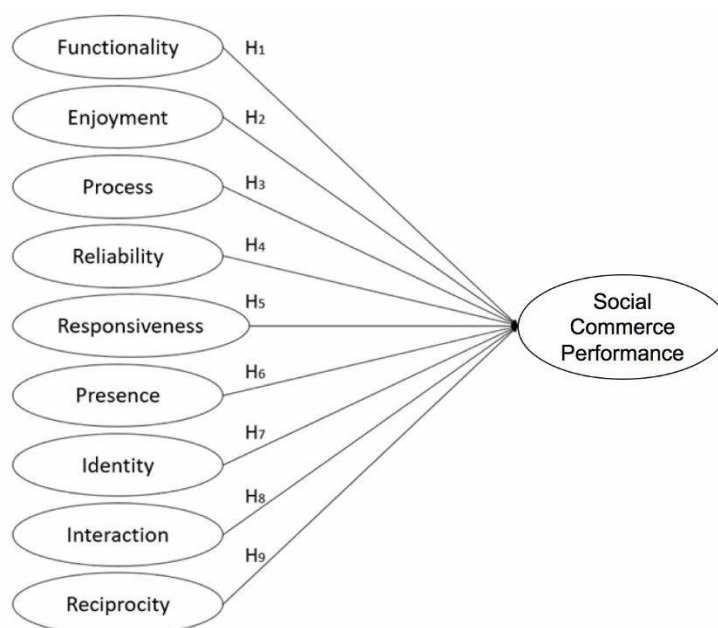 Functionality
H₁
Enjoyment
H₂
Process
H₃
Reliability
H₄
Responsiveness
H₅
Presence
H₆
Identity
H₇
Interaction
H₈
Reciprocity
H₉
Social
Commerce
Performance